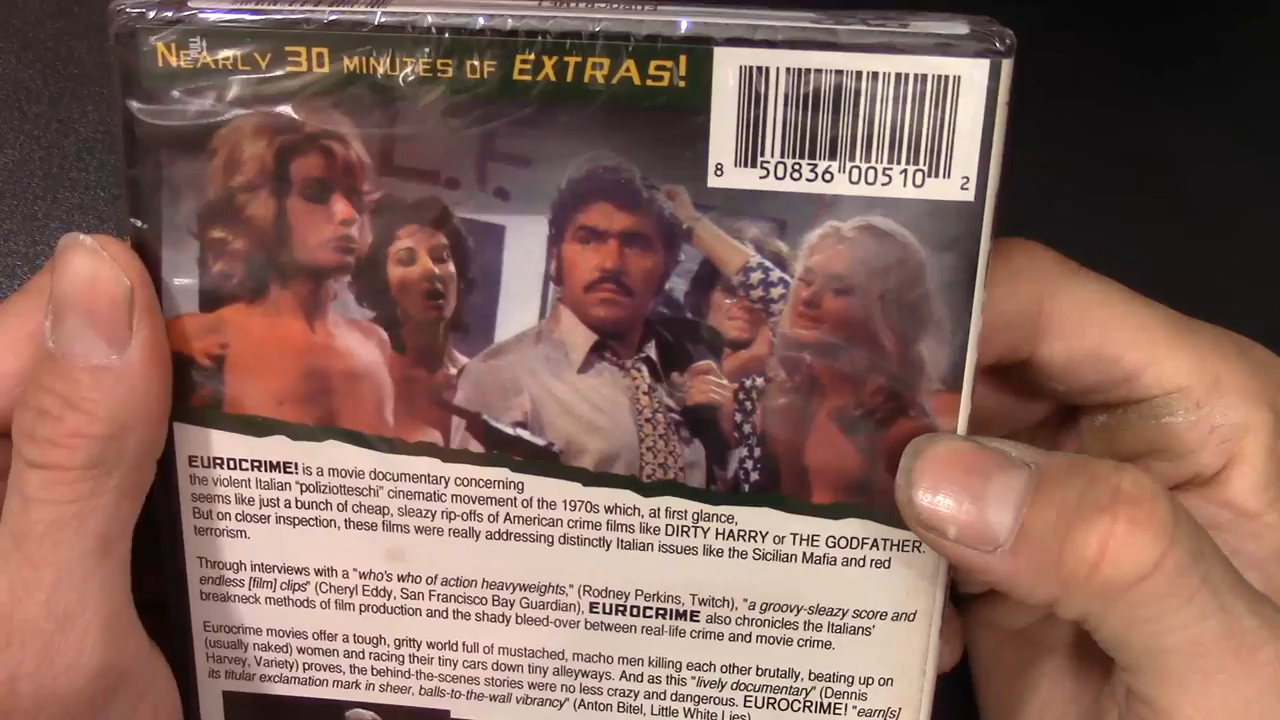 NEARLY 30 MINUTES OF EXTRAS!
8 50836 00510 2
EUROCRIME! is a movie documentary concerning
the violent Italian "poliziotteschi" cinematic movement of the 1970s which, at first glance,
seems like just a bunch of cheap, sleazy rip-offs of American crime films like DIRTY HARRY or THE GODFATHER.
But on closer inspection, these films were really addressing distinctly Italian issues like the Sicilian Mafia and red
terrorism.
Through interviews with a "who's who of action heavyweights," (Rodney Perkins, Twitch), "a groovy-sleazy score and
endless [film] clips" (Cheryl Eddy, San Francisco Bay Guardian), EUROCRIME also chronicles the Italians'
breakneck methods of film production and the shady bleed-over between real-life crime and movie crime.
Eurocrime movies offer a tough, gritty world full of mustached, macho men killing each other brutally, beating up on
(usually naked) women and racing their tiny cars down tiny alleyways. And as this "lively documentary" (Dennis
Harvey, Variety) proves, the behind-the-scenes stories were no less crazy and dangerous. EUROCRIME! "earn[s]
its titular exclamation mark in sheer, balls-to-the-wall vibrancy" (Anton Bitel, Little White Lies)